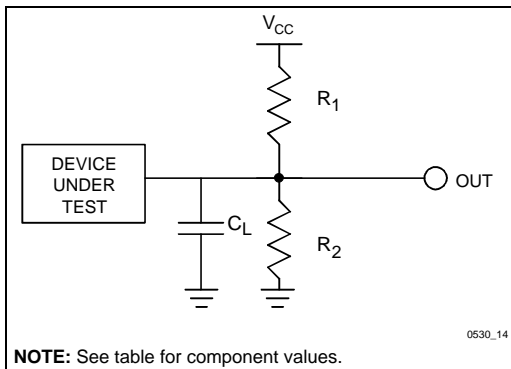 VCC
R1
DEVICE
UNDER
TEST
OUT
CL
R2
0530_14
NOTE: See table for component values.